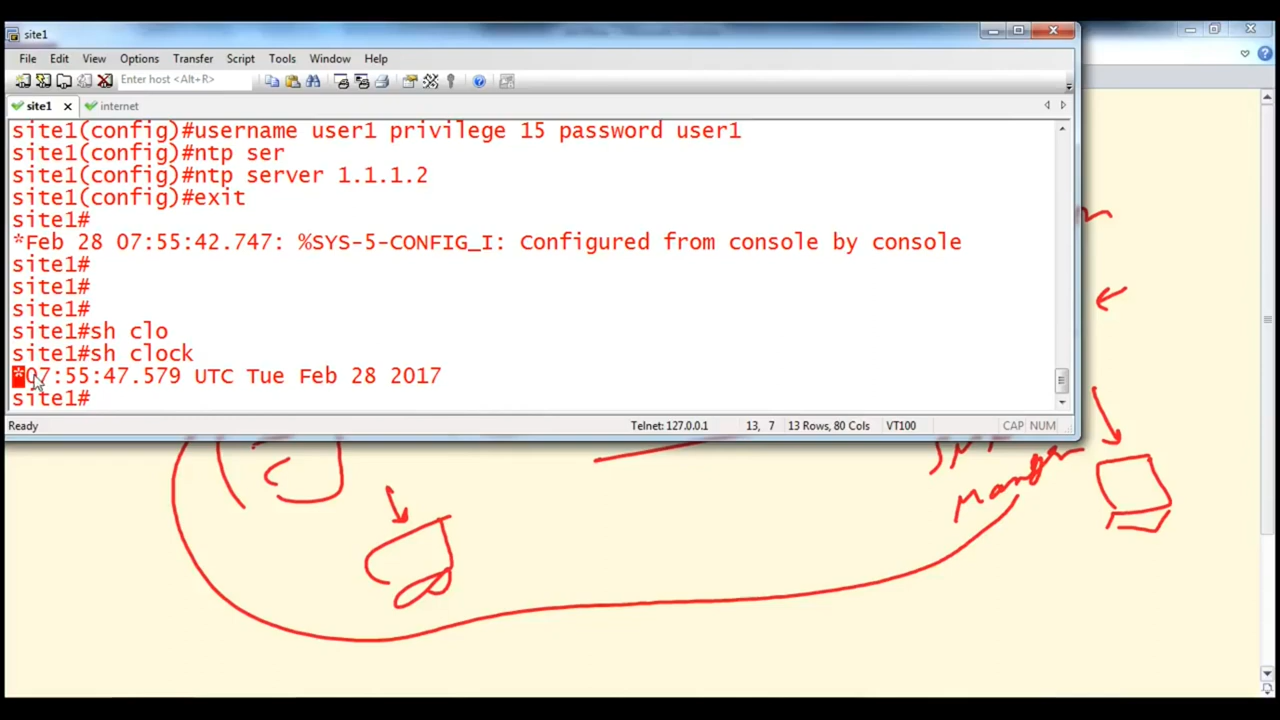 site1
File Edit View Options Transfer Script Tools Window Help
Enter host <Alt+R>
site1 internet
site1(config)#username user1 privilege 15 password user1
site1(config)#ntp ser
site1(config)#ntp server 1.1.1.2
site1(config)#exit
site1#
*Feb 28 07:55:42.747: %SYS-5-CONFIG_I: Configured from console by console
site1#
site1#
site1#
site1#sh clo
site1#sh clock
*07:55:47.579 UTC Tue Feb 28 2017
site1#
Ready Telnet: 127.0.0.1 13, 7 13 Rows, 80 Cols VT100 CAP NUM